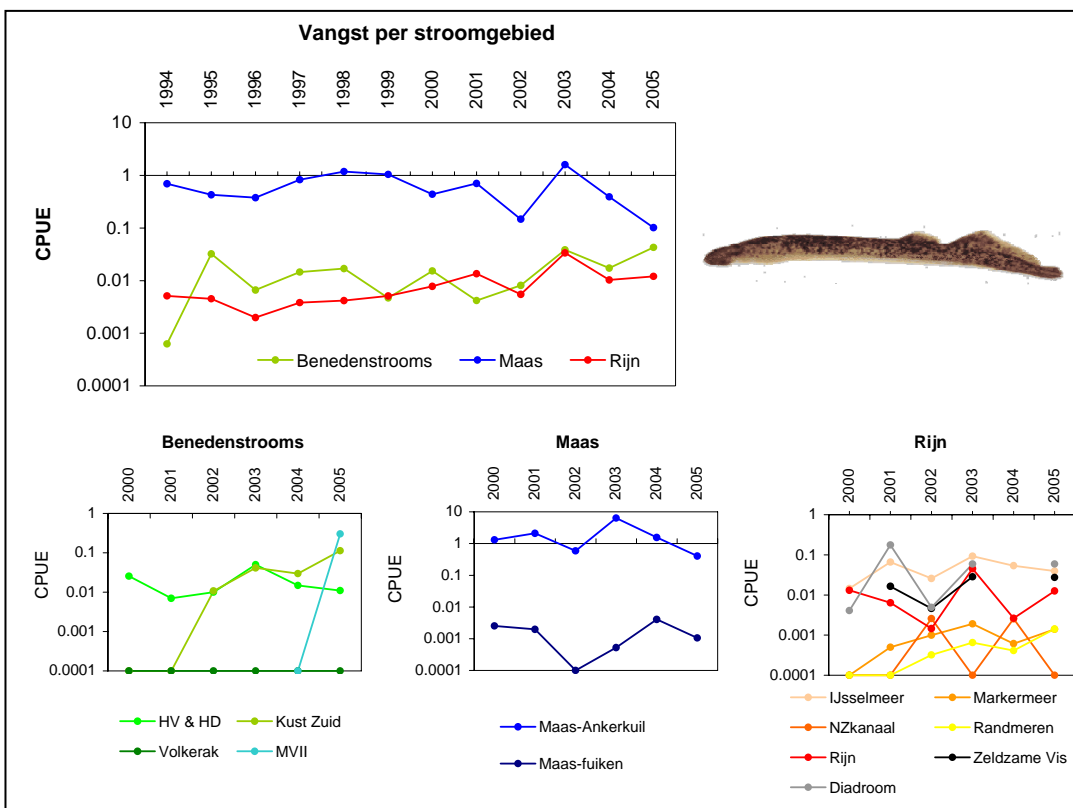 Vangst per stroomgebied
1994 1995 1996 1997 1998 1999 2000 2001 2002 2003 2004 2005
CPUE
10
1
0.1
0.01
0.001
0.0001
Benedenstrooms Maas Rijn
Benedenstrooms
2000 2001 2002 2003 2004 2005
CPUE
1
0.1
0.01
0.001
0.0001
HV & HD Kust Zuid
Volkerak MVII
Maas
2000 2001 2002 2003 2004 2005
CPUE
10
1
0.1
0.01
0.001
0.0001
Maas-Ankerkuil
Maas-fuiken
Rijn
2000 2001 2002 2003 2004 2005
CPUE
1
0.1
0.01
0.001
0.0001
IJsselmeer Markermeer
NZkanaal Randmeren
Rijn Zeldzame Vis
Diadroom